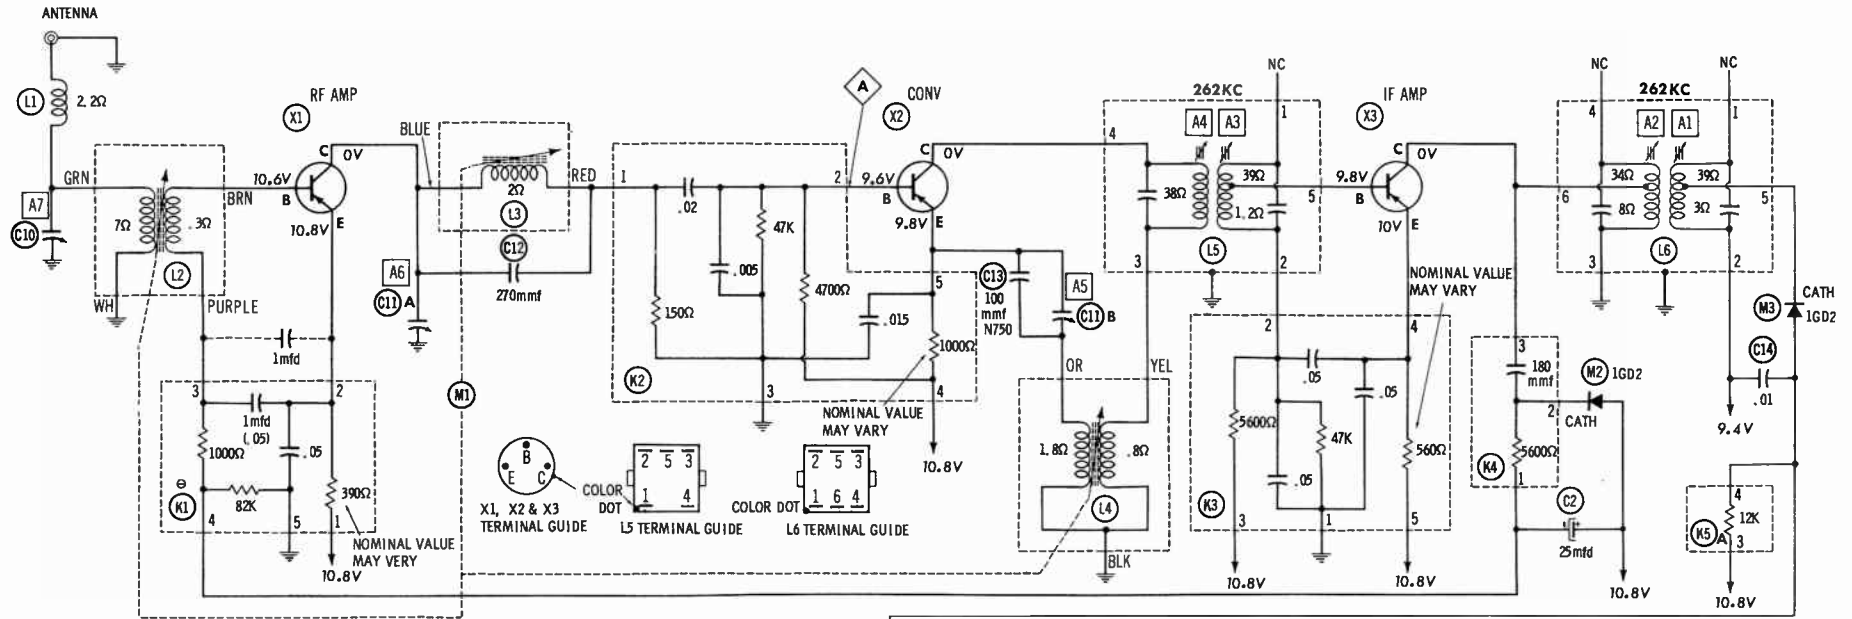 ANTENNA
L1
2.2Ω
A7
C10
GRN
7Ω
.3Ω
L2
WH
PURPLE
BRN
X1
RF AMP
10.6V
B
C
0V
E
10.8V
1mfd
3
2
1mfd
(.05)
1000Ω
.05
82K
390Ω
K1
4
5
1
10.8V
NOMINAL VALUE
MAY VERY
BLUE
2Ω
L3
RED
C12
270mmf
A6
C11 A
M1
1
.02
47K
.005
4700Ω
150Ω
.015
K2
3
2
A
X2
CONV
9.6V
B
C
0V
E
9.8V
5
1000Ω
4
NOMINAL VALUE
MAY VARY
10.8V
C13
100
mmf
N750
A5
C11 B
OR
YEL
1.8Ω
.8Ω
L4
BLK
B
E
C
X1, X2 & X3
TERMINAL GUIDE
COLOR
DOT
2 5 3
1 4
L5 TERMINAL GUIDE
COLOR DOT
2 5 3
1 6 4
L6 TERMINAL GUIDE
262KC
NC
A4
A3
4
1
38Ω
39Ω
1.2Ω
5
L5
3
2
X3
IF AMP
9.8V
B
C
0V
10V
E
NOMINAL VALUE
MAY VARY
2
4
.05
.05
5600Ω
47K
560Ω
.05
K3
3
1
5
10.8V
10.8V
NC
NC
262KC
A2
A1
4
1
34Ω
39Ω
6
8Ω
3Ω
5
L6
3
2
3
180
mmf
M2
1GD2
2
CATH
5600Ω
K4
1
C2
25mfd
10.8V
M3
CATH
1GD2
C14
.01
9.4V
4
12K
K5 A
3
10.8V